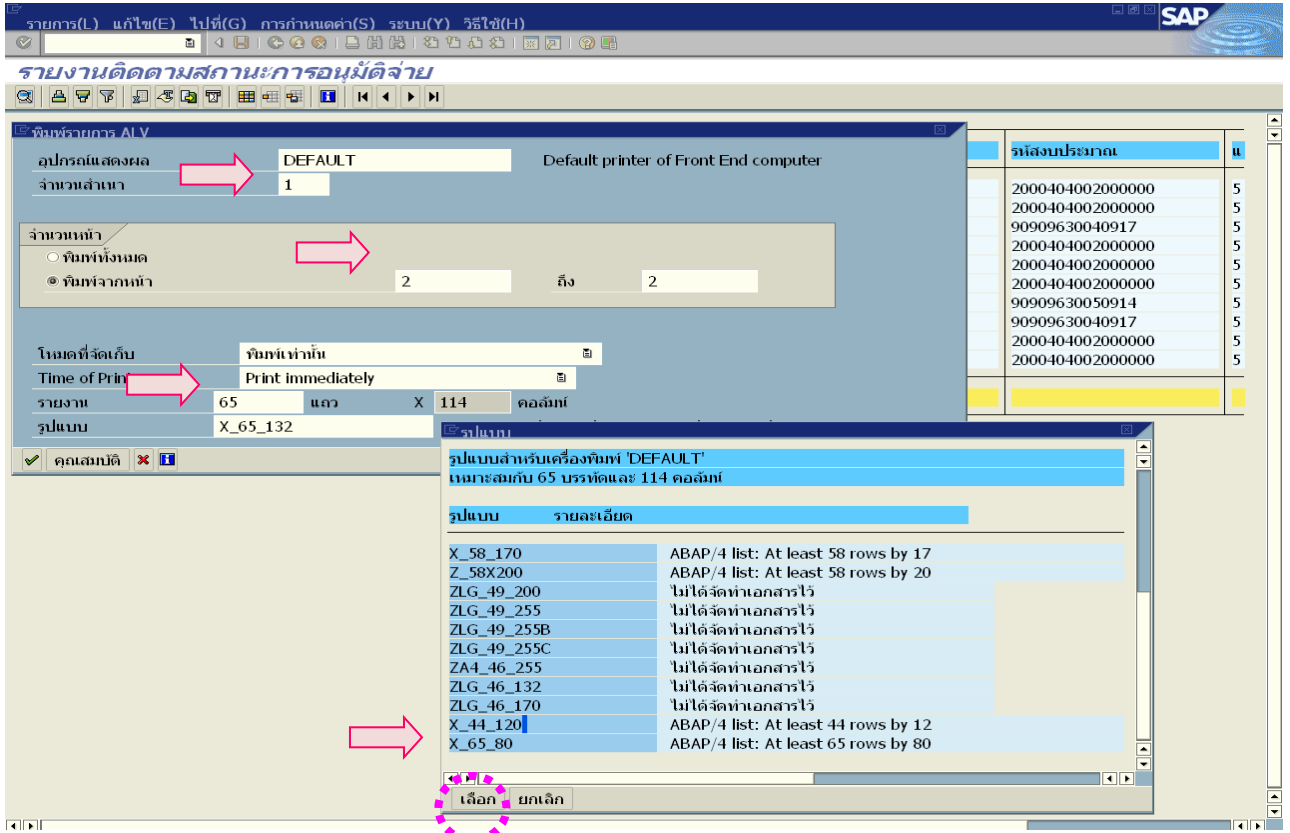 รายการ(L) แก้ไข(E) ไปที่(G) การกำหนดค่า(S) ระบบ(Y) วิธีใช้(H)
SAP
รายงานติดตามสถานะการอนุมัติจ่าย
พิมพ์รายการ ALV
อุปกรณ์แสดงผล DEFAULT Default printer of Front End computer
จำนวนสำเนา 1
จำนวนหน้า
พิมพ์ทั้งหมด
พิมพ์จากหน้า 2 ถึง 2
โหมดที่จัดเก็บ พิมพ์เท่านั้น
Time of Print Print immediately
รายงาน 65 แถว X 114 คอลัมน์
รูปแบบ X_65_132
คุณสมบัติ
รหัสงบประมาณ แ
2000404002000000 5
2000404002000000 5
90909630040917 5
2000404002000000 5
2000404002000000 5
2000404002000000 5
90909630050914 5
90909630040917 5
2000404002000000 5
2000404002000000 5
รูปแบบ
รูปแบบสำหรับเครื่องพิมพ์ 'DEFAULT'
เหมาะสมกับ 65 บรรทัดและ 114 คอลัมน์
รูปแบบ รายละเอียด
X_58_170 ABAP/4 list: At least 58 rows by 17
Z_58X200 ABAP/4 list: At least 58 rows by 20
ZLG_49_200 ไม่ได้จัดทำเอกสารไว้
ZLG_49_255 ไม่ได้จัดทำเอกสารไว้
ZLG_49_255B ไม่ได้จัดทำเอกสารไว้
ZLG_49_255C ไม่ได้จัดทำเอกสารไว้
ZA4_46_255 ไม่ได้จัดทำเอกสารไว้
ZLG_46_132 ไม่ได้จัดทำเอกสารไว้
ZLG_46_170 ไม่ได้จัดทำเอกสารไว้
X_44_120 ABAP/4 list: At least 44 rows by 12
X_65_80 ABAP/4 list: At least 65 rows by 80
เลือก ยกเลิก